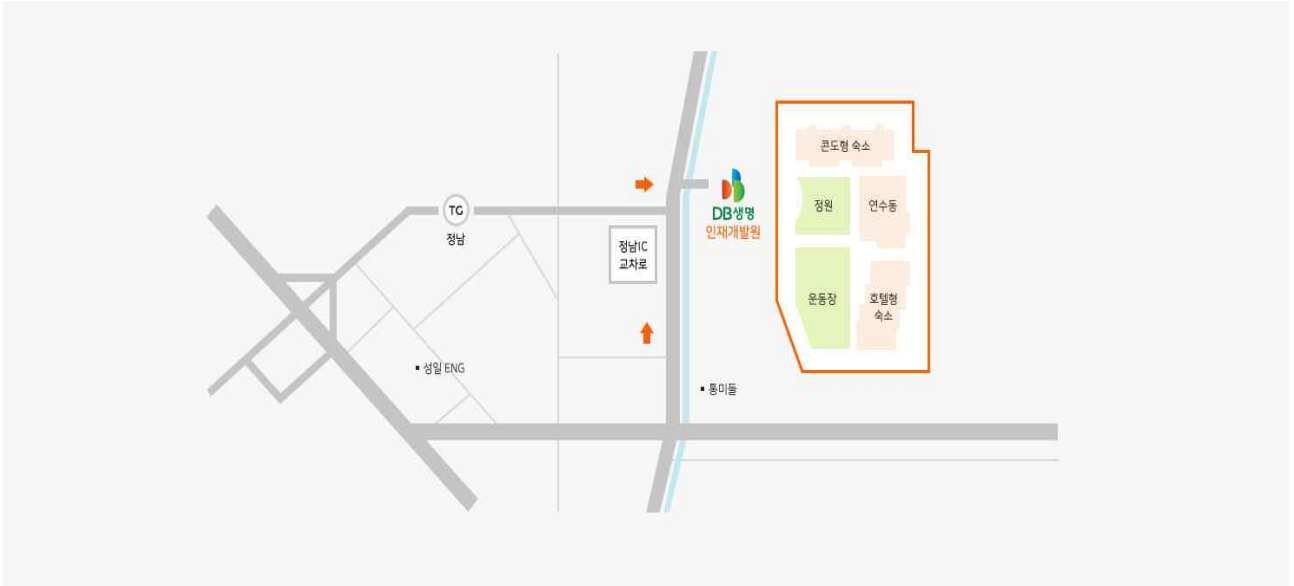 콘도형 숙소
TG
정남
DB생명
인재개발원
정원
연수동
정남IC
교차로
운동장
호텔형
숙소
성일 ENG
통미들